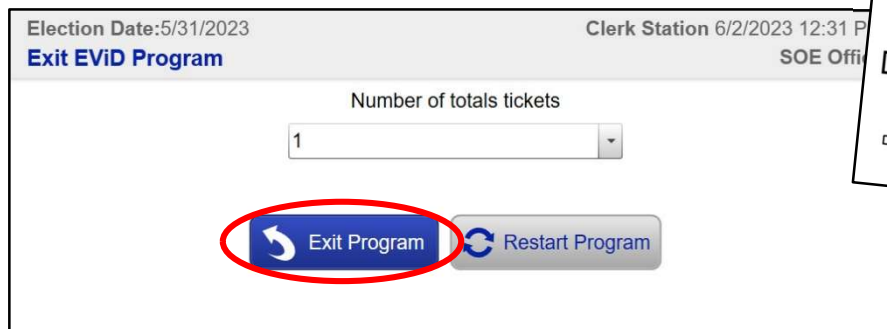 Election Date:5/31/2023
Clerk Station 6/2/2023 12:31
Exit EViD Program
SOE
Number of totals tickets
1
Exit Program
Restart Program